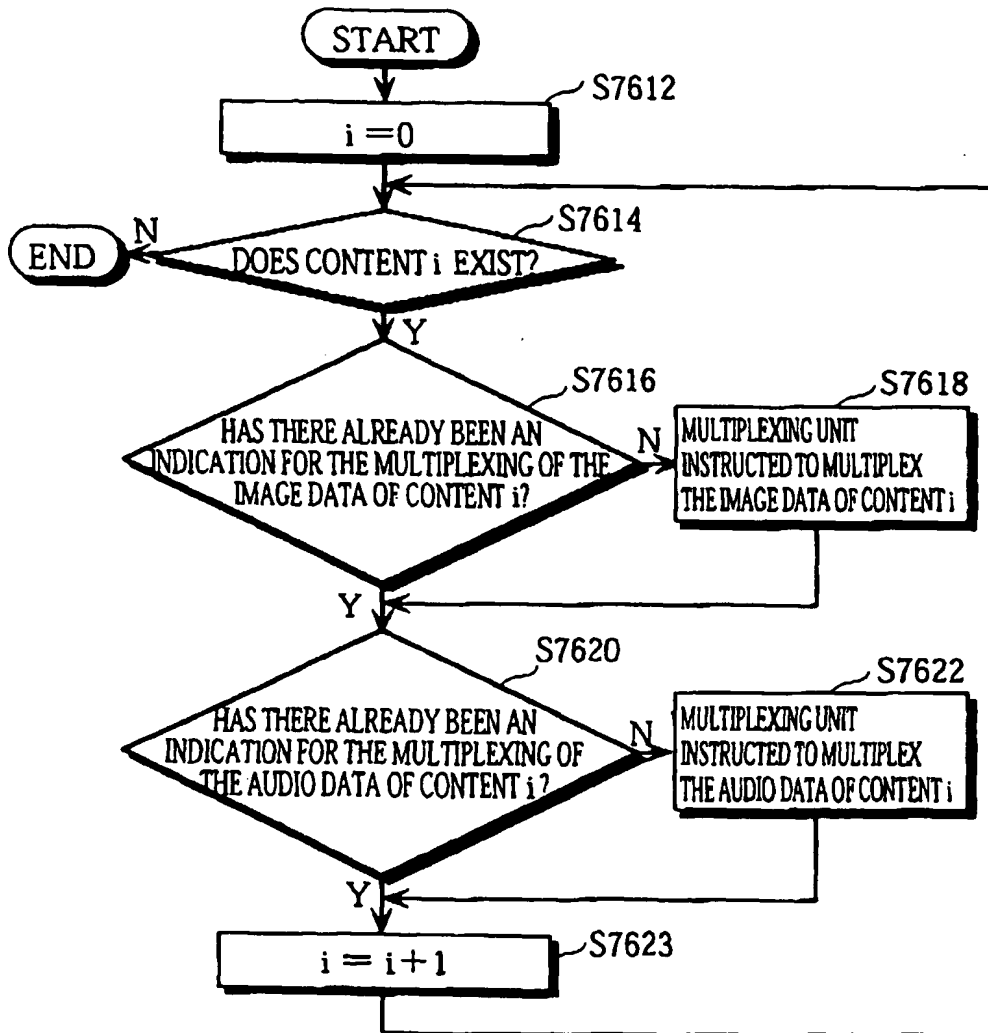 START
S7612
i = 0
S7614
N
END
DOES CONTENT i EXIST?
Y
S7616
HAS THERE ALREADY BEEN AN
INDICATION FOR THE MULTIPLEXING OF THE
IMAGE DATA OF CONTENT i?
N
S7618
MULTIPLEXING UNIT
INSTRUCTED TO MULTIPLEX
THE IMAGE DATA OF CONTENT i
Y
S7620
HAS THERE ALREADY BEEN AN
INDICATION FOR THE MULTIPLEXING OF
THE AUDIO DATA OF CONTENT i?
N
S7622
MULTIPLEXING UNIT
INSTRUCTED TO MULTIPLEX
THE AUDIO DATA OF CONTENT i
Y
S7623
i = i+1